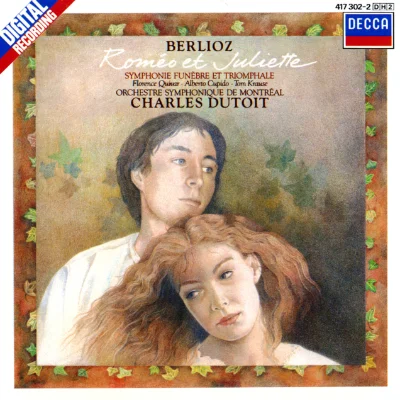 417 302-2 DH2
DIGITAL
RECORDING
DECCA
BERLIOZ
Roméo et Juliette
SYMPHONIE FUNÈBRE ET TRIOMPHALE
Florence Quivar · Alberto Cupido · Tom Krause
ORCHESTRE SYMPHONIQUE DE MONTRÉAL
CHARLES DUTOIT